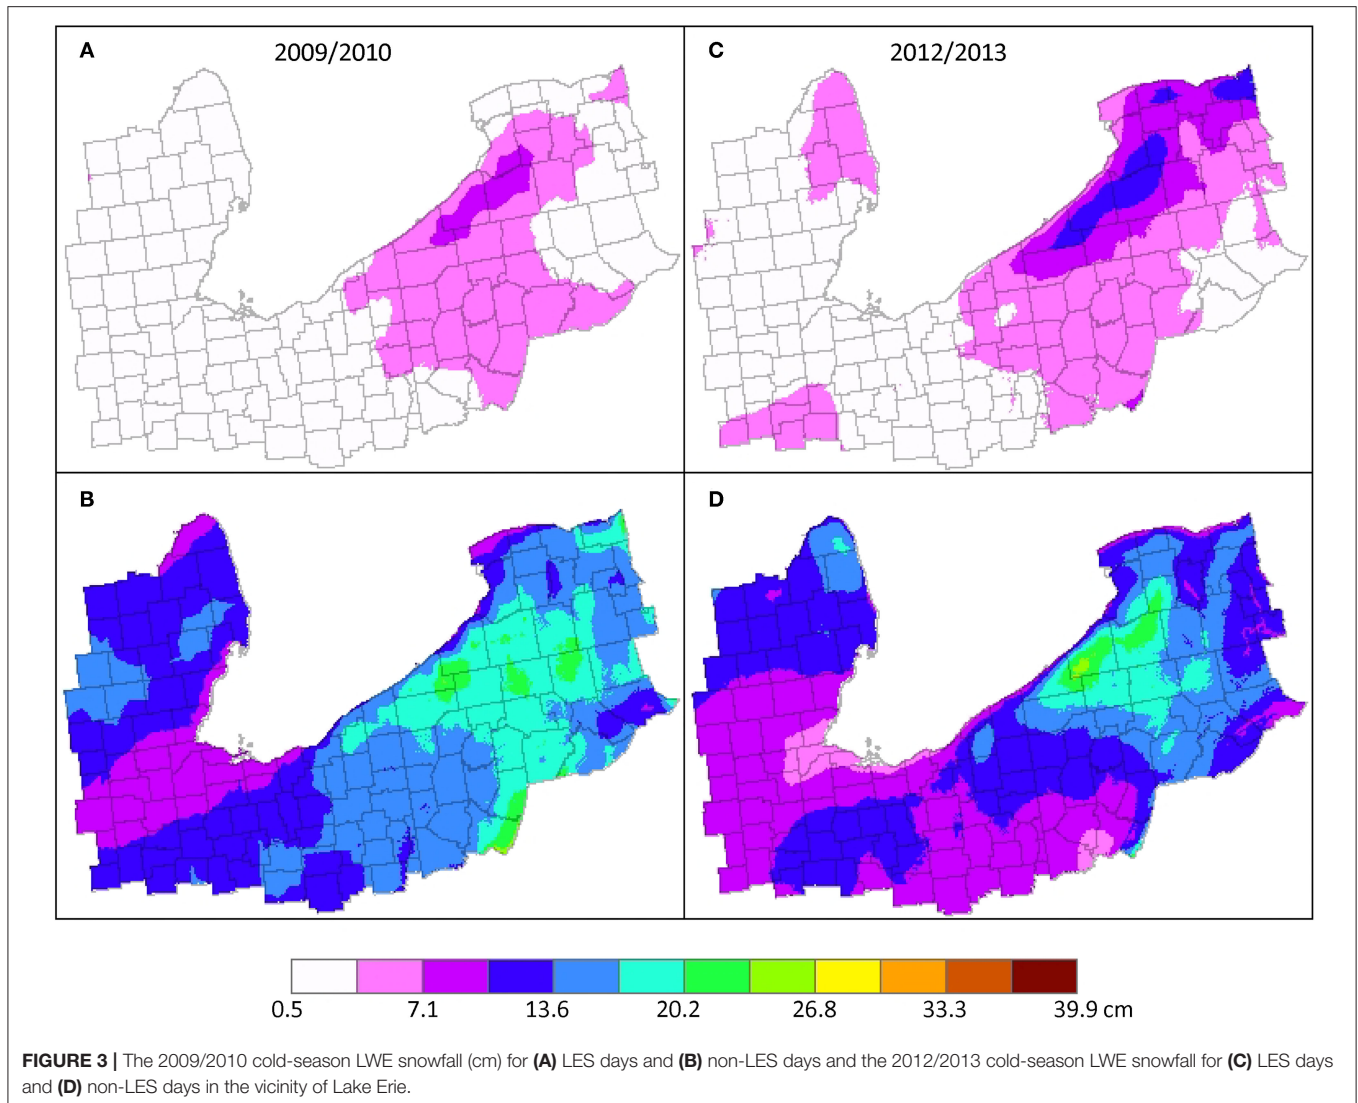 A
2009/2010
C
2012/2013
B
D
0.5 7.1 13.6 20.2 26.8 33.3 39.9 cm
FIGURE 3 | The 2009/2010 cold-season LWE snowfall (cm) for (A) LES days and (B) non-LES days and the 2012/2013 cold-season LWE snowfall for (C) LES days
and (D) non-LES days in the vicinity of Lake Erie.